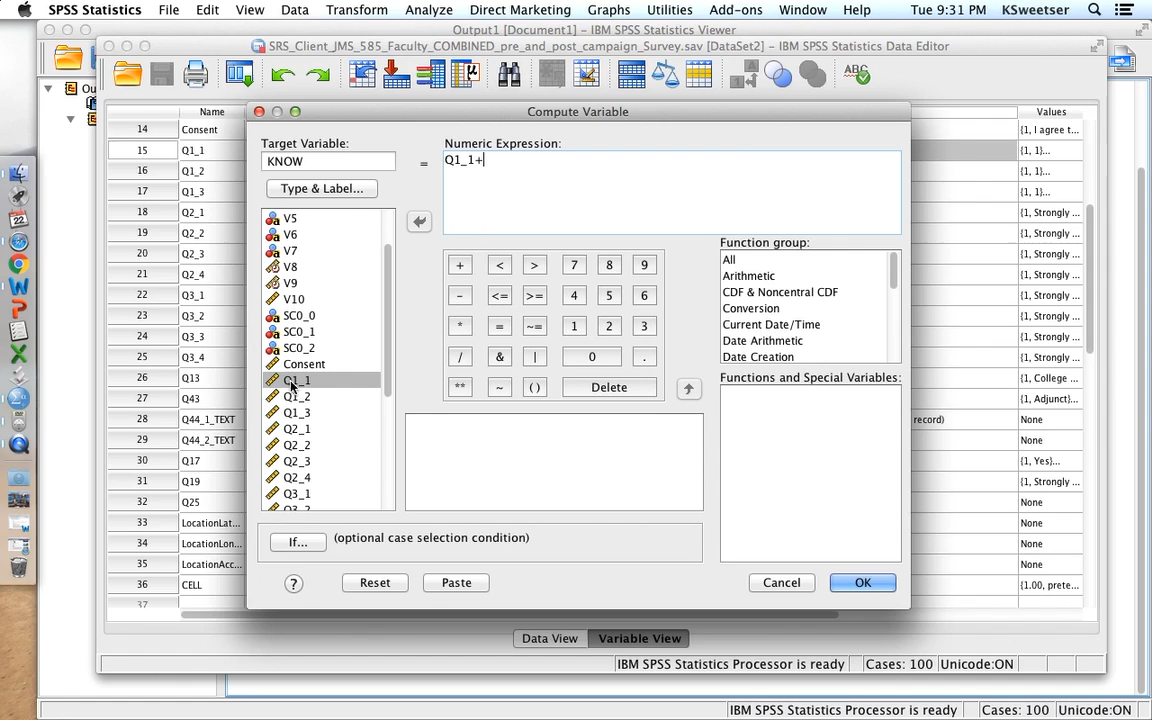 SPSS Statistics File Edit View Data Transform Analyze Direct Marketing Graphs Utilities Add-ons Window Help Tue 9:31 PM KSweetser
Output1 [Document1] – IBM SPSS Statistics Viewer
SRS_Client_JMS_585_Faculty_COMBINED_pre_and_post_campaign_Survey.sav [DataSet2] – IBM SPSS Statistics Data Editor
ABC
Ou
Name Values
14 Consent {1, I agree t...
15 Q1_1 {1, 1}...
16 Q1_2 {1, 1}...
17 Q1_3 {1, 1}...
18 Q2_1 {1, Strongly ...
19 Q2_2 {1, Strongly ...
20 Q2_3 {1, Strongly ...
21 Q2_4 {1, Strongly ...
22 Q3_1 {1, Strongly ...
23 Q3_2 {1, Strongly ...
24 Q3_3 {1, Strongly ...
25 Q3_4 {1, Strongly ...
26 Q13 {1, College ...
27 Q43 {1, Adjunct}...
28 Q44_1_TEXT record) None
29 Q44_2_TEXT None
30 Q17 {1, Yes}...
31 Q19 {1, Strongly ...
32 Q25 None
33 LocationLat... None
34 LocationLon... None
35 LocationAcc... None
36 CELL {1.00, prete...
37
Compute Variable
Target Variable:
KNOW
=
Numeric Expression:
Q1_1+
Type & Label...
V5
V6
V7
V8
V9
V10
SC0_0
SC0_1
SC0_2
Consent
Q1_1
Q1_2
Q1_3
Q2_1
Q2_2
Q2_3
Q2_4
Q3_1
Q3_2
+ < > 7 8 9
- <= >= 4 5 6
* = ~= 1 2 3
/ & | 0 .
** ~ ( ) Delete
Function group:
All
Arithmetic
CDF & Noncentral CDF
Conversion
Current Date/Time
Date Arithmetic
Date Creation
Functions and Special Variables:
If... (optional case selection condition)
? Reset Paste Cancel OK
Data View Variable View
IBM SPSS Statistics Processor is ready Cases: 100 Unicode:ON
IBM SPSS Statistics Processor is ready Cases: 100 Unicode:ON